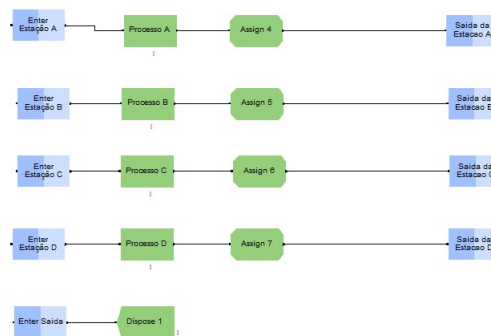 Enter
Estação A
Processo A
Assign 4
Saida da
Estacao A
Enter
Estação B
Processo B
Assign 5
Saida da
Estacao B
Enter
Estação C
Processo C
Assign 6
Saida da
Estacao C
Enter
Estação D
Processo D
Assign 7
Saida da
Estacao D
Enter Saida
Dispose 1